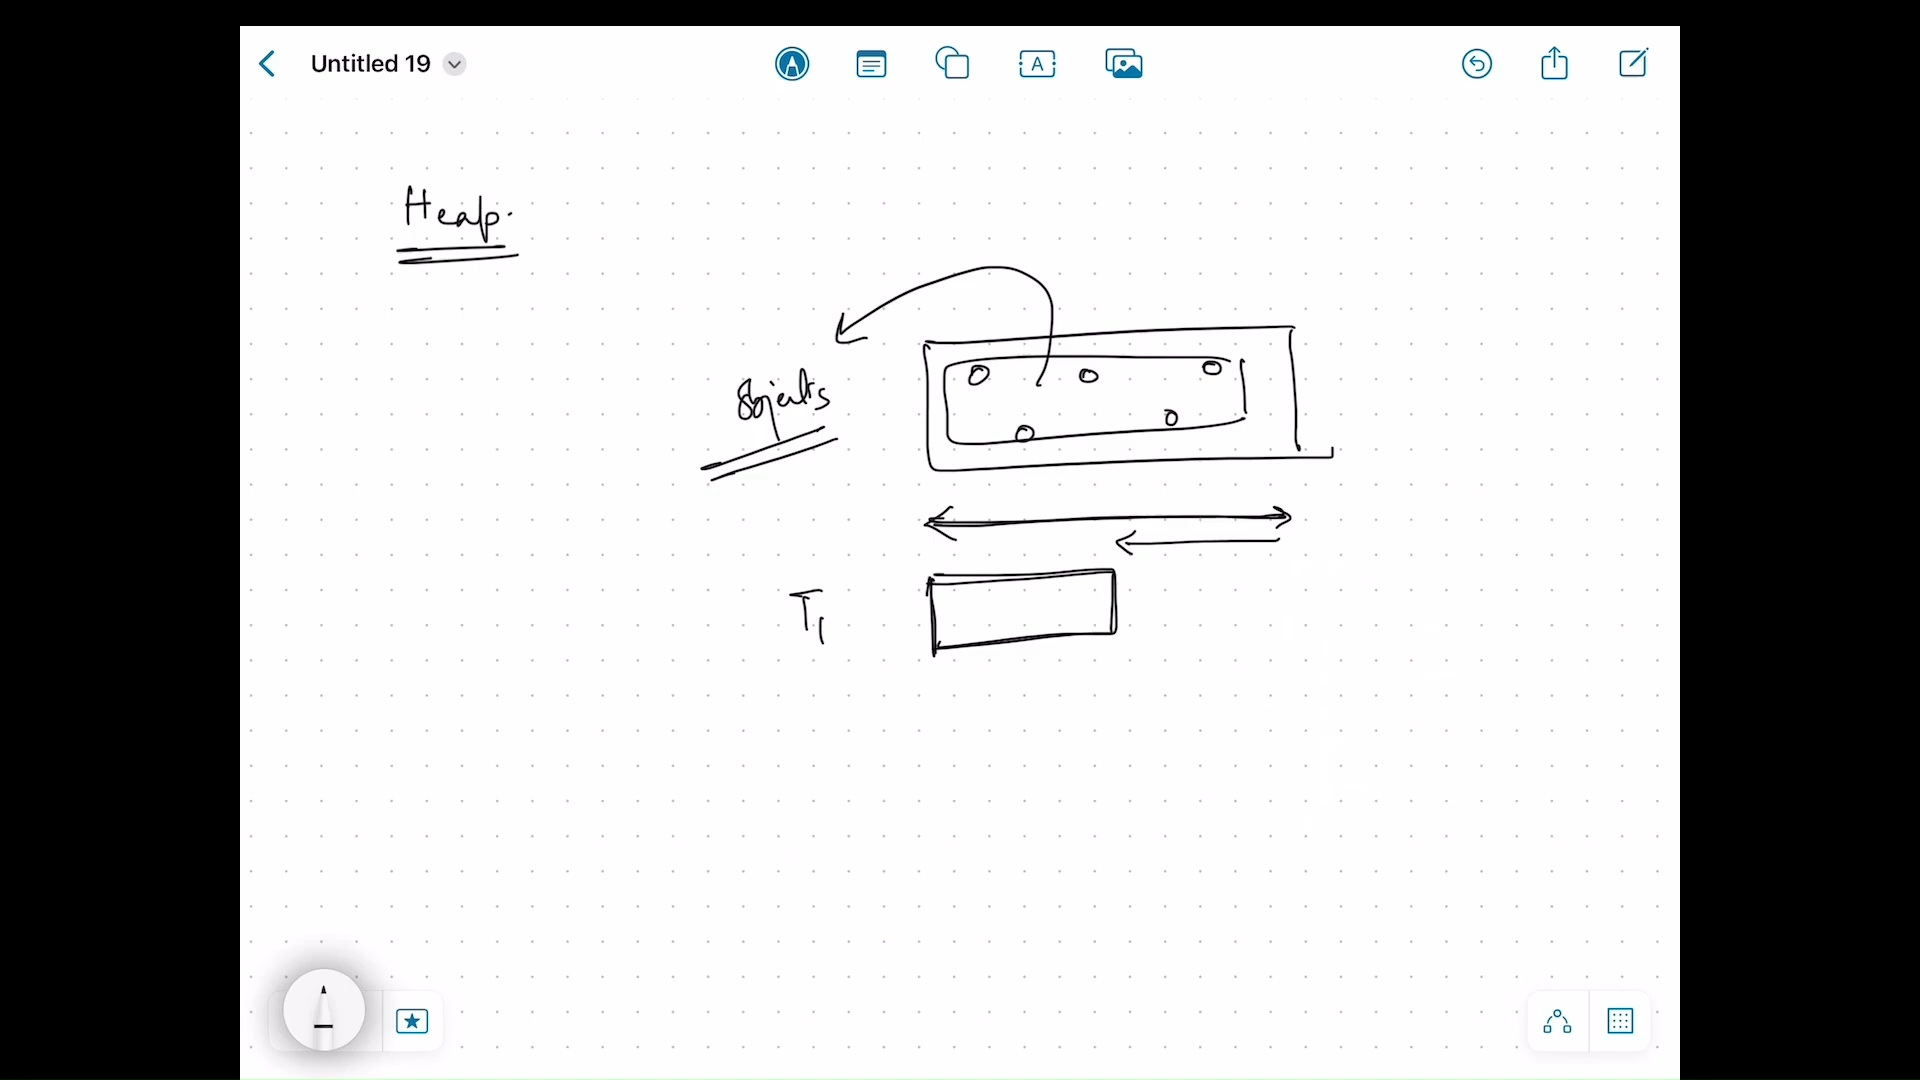 Untitled 19
A
Heap.
Objects
T1